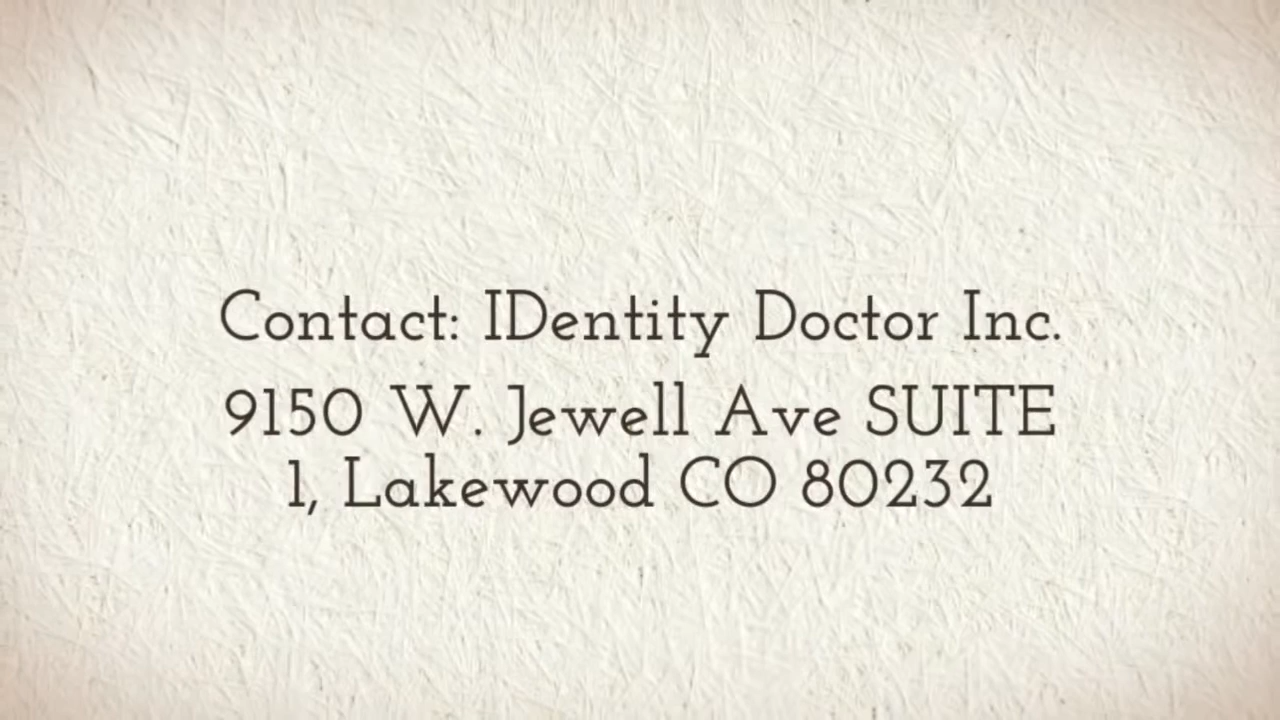 Contact: IDentity Doctor Inc.
9150 W. Jewell Ave SUITE
1, Lakewood CO 80232